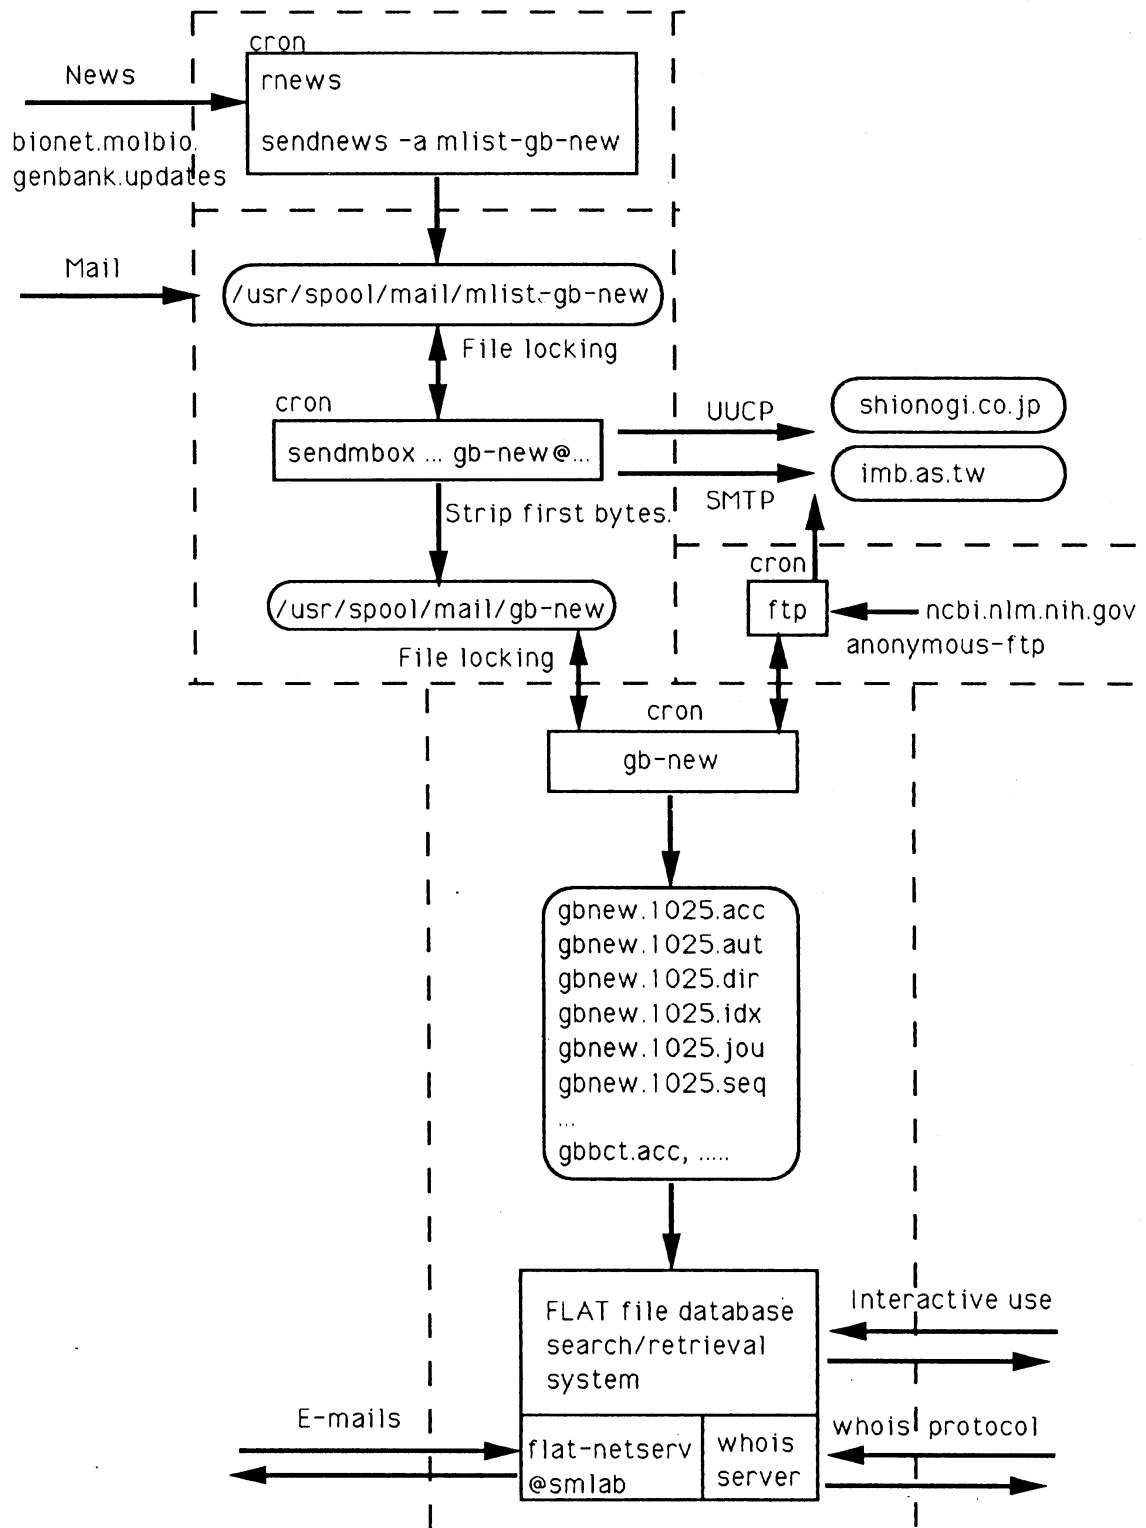 cron
News
rnews
bionet.molbio.
sendnews -a mlist-gb-new
genbank.updates
Mail
/usr/spool/mail/mlist-gb-new
File locking
cron
UUCP
shionogi.co.jp
sendmbox ... gb-new@...
imb.as.tw
SMTP
Strip first bytes.
cron
/usr/spool/mail/gb-new
ftp
ncbi.nlm.nih.gov
anonymous-ftp
File locking
cron
gb-new
gbnew.1025.acc
gbnew.1025.aut
gbnew.1025.dir
gbnew.1025.idx
gbnew.1025.jou
gbnew.1025.seq
...
gbbct.acc, .....
Interactive use
FLAT file database
search/retrieval
system
E-mails
whois protocol
flat-netserv
@smlab
whois
server